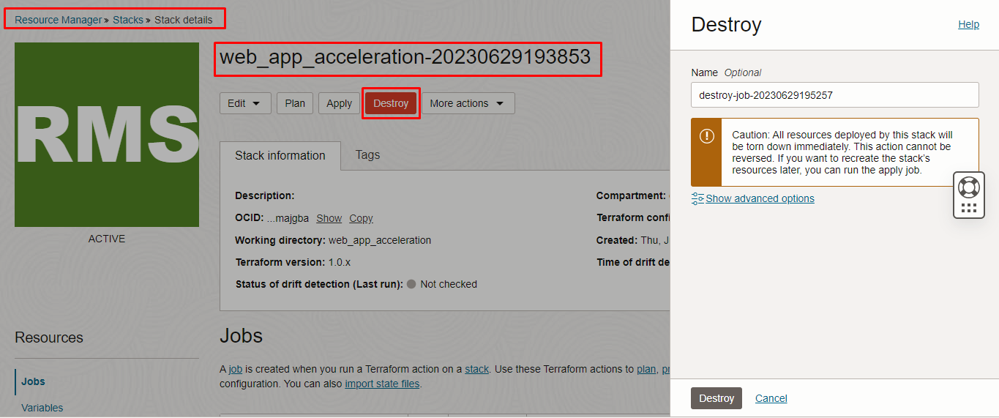 Resource Manager » Stacks » Stack details
RMS
ACTIVE
web_app_acceleration-20230629193853
Edit Plan Apply Destroy More actions
Stack information Tags
Description:
OCID: ...majgba Show Copy
Working directory: web_app_acceleration
Terraform version: 1.0.x
Status of drift detection (Last run): Not checked
Compartment:
Terraform confi
Created: Thu, J
Time of drift de
Resources
Jobs
Variables
Jobs
A job is created when you run a Terraform action on a stack. Use these Terraform actions to plan, pr
configuration. You can also import state files.
Destroy
Help
Name Optional
destroy-job-20230629195257
Caution: All resources deployed by this stack will
be torn down immediately. This action cannot be
reversed. If you want to recreate the stack's
resources later, you can run the apply job.
Show advanced options
Destroy Cancel